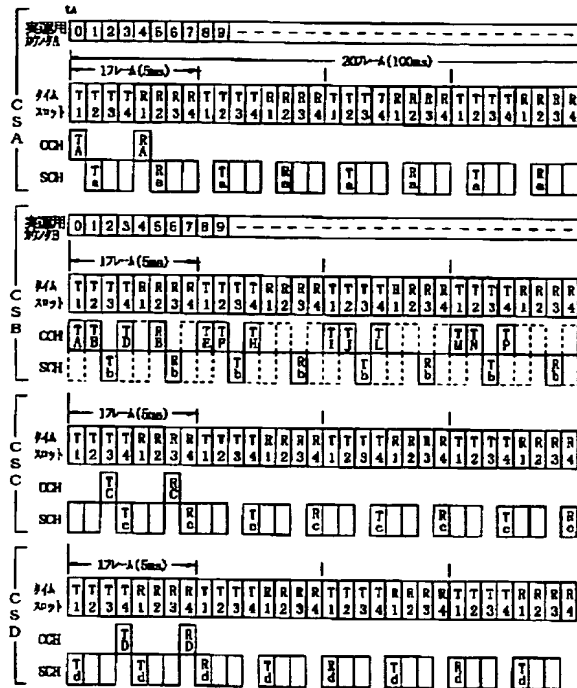 tA
CSA
実運用カウンタA
0 1 2 3 4 5 6 7 8 9
20フレーム(100ms)
1フレーム(5ms)
タイムスロット
T1 T2 T3 T4 R1 R2 R3 R4 T1 T2 T3 T4 R1 R2 R3 R4 T1 T2 T3 T4 R1 R2 R3 R4 T1 T2 T3 T4 R1 R2 R3 R4
CCH TA RA
SCH Ta Ra Ta Ra Ta Ra Ta Ra
CSB
実運用カウンタB
0 1 2 3 4 5 6 7 8 9
1フレーム(5ms)
タイムスロット
T1 T2 T3 T4 R1 R2 R3 R4 T1 T2 T3 T4 R1 R2 R3 R4 T1 T2 T3 T4 R1 R2 R3 R4 T1 T2 T3 T4 R1 R2 R3 R4
CCH TA TB TD RB TE TF TH TI TJ TL TM TN TP
SCH Tb Rb Tb Rb Tb Rb Tb Rb
CSC
1フレーム(5ms)
タイムスロット
T1 T2 T3 T4 R1 R2 R3 R4 T1 T2 T3 T4 R1 R2 R3 R4 T1 T2 T3 T4 R1 R2 R3 R4 T1 T2 T3 T4 R1 R2 R3 R4
CCH TC RC
SCH Tc Rc Tc Rc Tc Rc Tc Rc
CSD
1フレーム(5ms)
タイムスロット
T1 T2 T3 T4 R1 R2 R3 R4 T1 T2 T3 T4 R1 R2 R3 R4 T1 T2 T3 T4 R1 R2 R3 R4 T1 T2 T3 T4 R1 R2 R3 R4
CCH TD RD
SCH Td Td Rd Td Rd Td Rd Td